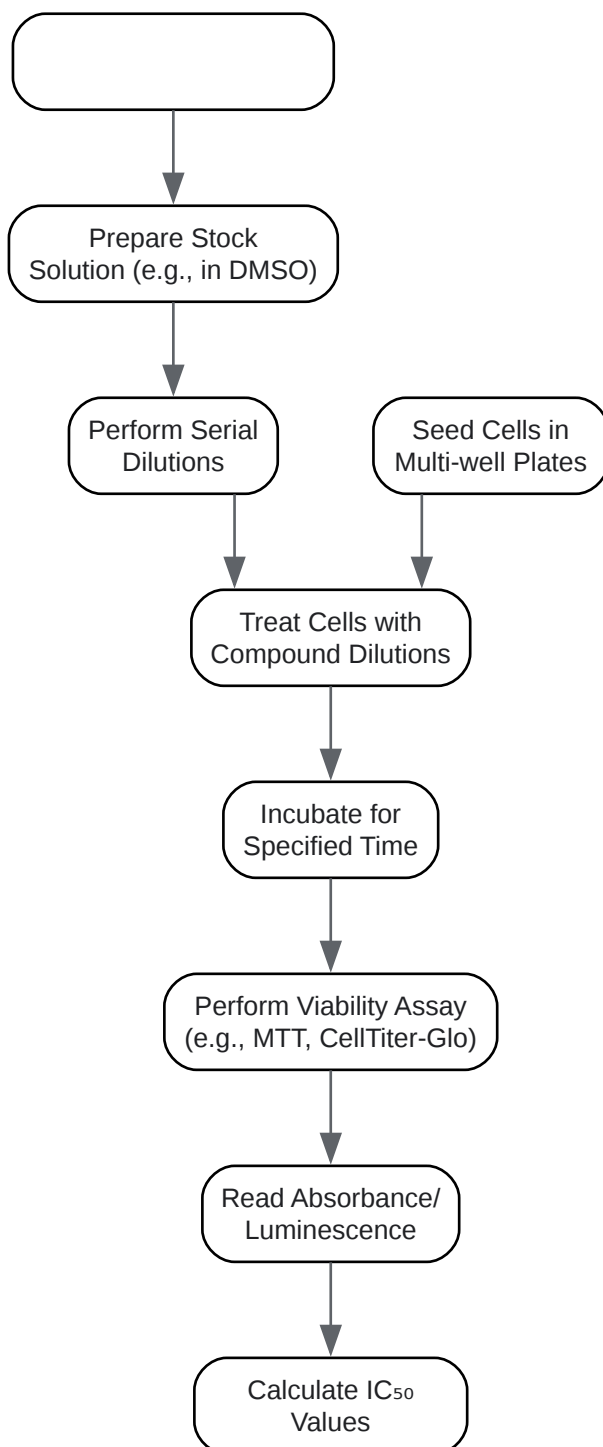 Prepare Stock
Solution (e.g., in DMSO)
Perform Serial
Dilutions
Seed Cells in
Multi-well Plates
Treat Cells with
Compound Dilutions
Incubate for
Specified Time
Perform Viability Assay
(e.g., MTT, CellTiter-Glo)
Read Absorbance/
Luminescence
Calculate IC₅₀
Values